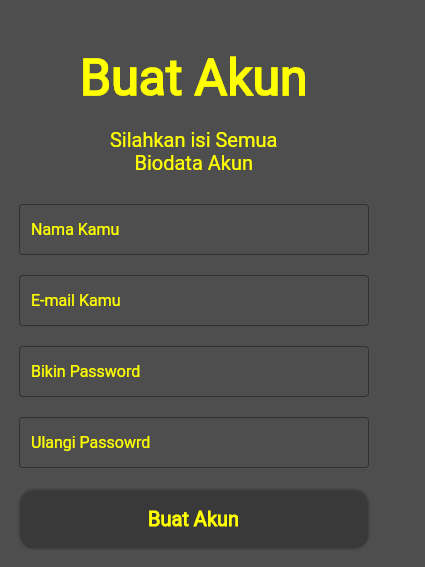 Buat Akun
Silahkan isi Semua
Biodata Akun
Nama Kamu
E-mail Kamu
Bikin Password
Ulangi Passowrd
Buat Akun